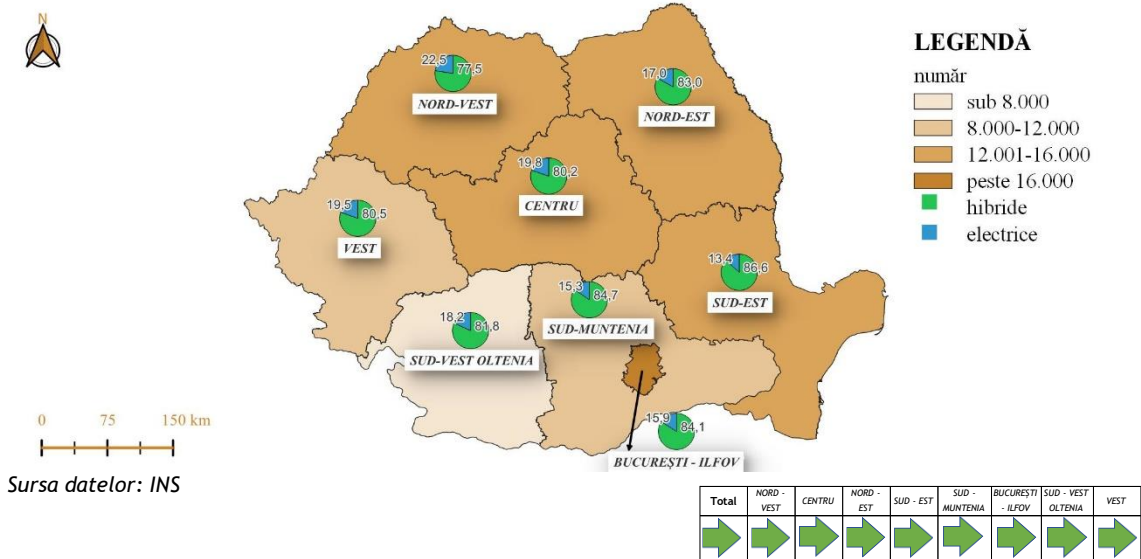 N
LEGENDĂ
număr
sub 8.000
8.000-12.000
12.001-16.000
peste 16.000
hibride
electrice
22,5
77,5
NORD-VEST
17,0
83,0
NORD-EST
19,8
80,2
CENTRU
19,5
80,5
VEST
13,4
86,6
SUD-EST
15,3
84,7
SUD-MUNTENIA
18,2
81,8
SUD-VEST OLTENIA
15,9
84,1
BUCUREȘTI - ILFOV
0 75 150 km
Sursa datelor: INS
Total
NORD -
VEST
CENTRU
NORD -
EST
SUD - EST
SUD -
MUNTENIA
BUCUREȘTI
- ILFOV
SUD - VEST
OLTENIA
VEST